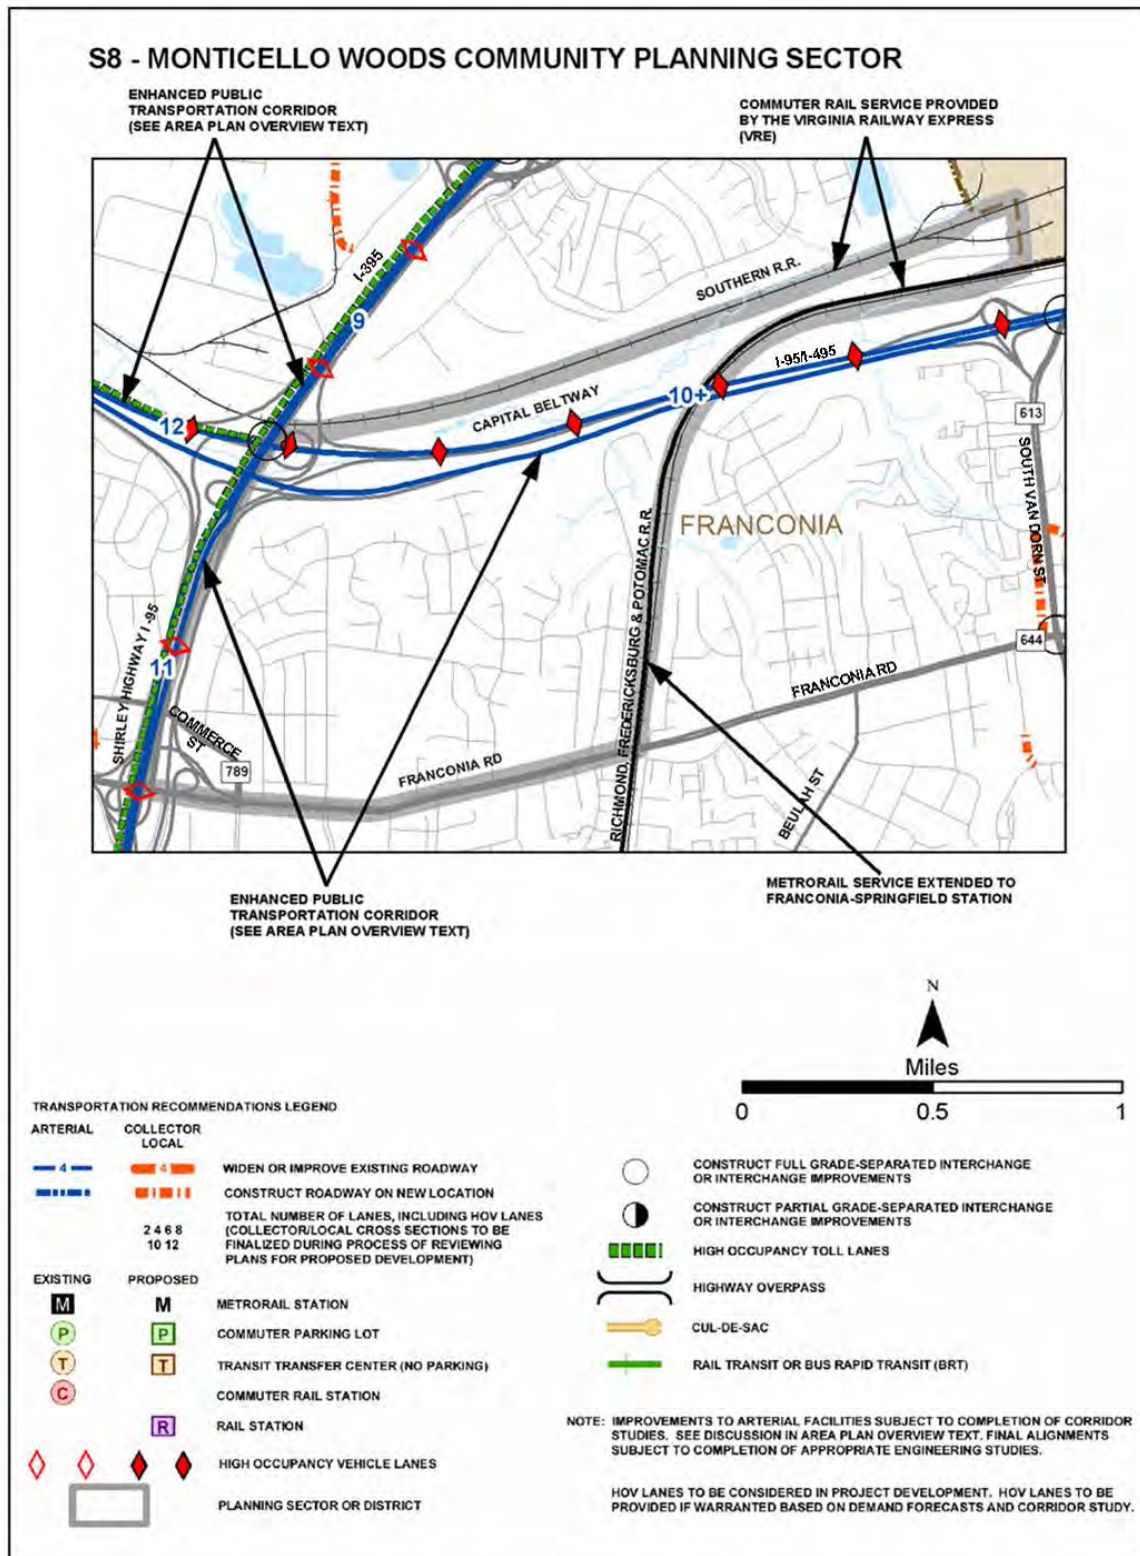 S8 - MONTICELLO WOODS COMMUNITY PLANNING SECTOR
ENHANCED PUBLIC
TRANSPORTATION CORRIDOR
(SEE AREA PLAN OVERVIEW TEXT)
COMMUTER RAIL SERVICE PROVIDED
BY THE VIRGINIA RAILWAY EXPRESS
(VRE)
I-395
9
SOUTHERN R.R.
I-95/I-495
10+
CAPITAL BELTWAY
12
613
SOUTH VAN DORN ST
FRANCONIA
RICHMOND, FREDERICKSBURG & POTOMAC R.R.
SHIRLEY HIGHWAY I -95
11
644
FRANCONIA RD
COMMERCE
ST
789
FRANCONIA RD
BEULAH ST
ENHANCED PUBLIC
TRANSPORTATION CORRIDOR
(SEE AREA PLAN OVERVIEW TEXT)
METRORAIL SERVICE EXTENDED TO
FRANCONIA-SPRINGFIELD STATION
N
Miles
0 0.5 1
TRANSPORTATION RECOMMENDATIONS LEGEND
ARTERIAL COLLECTOR
LOCAL
4 4 WIDEN OR IMPROVE EXISTING ROADWAY
CONSTRUCT ROADWAY ON NEW LOCATION
2 4 6 8
10 12
TOTAL NUMBER OF LANES, INCLUDING HOV LANES
(COLLECTOR/LOCAL CROSS SECTIONS TO BE
FINALIZED DURING PROCESS OF REVIEWING
PLANS FOR PROPOSED DEVELOPMENT)
EXISTING PROPOSED
M M METRORAIL STATION
P P COMMUTER PARKING LOT
T T TRANSIT TRANSFER CENTER (NO PARKING)
C COMMUTER RAIL STATION
R RAIL STATION
HIGH OCCUPANCY VEHICLE LANES
PLANNING SECTOR OR DISTRICT
CONSTRUCT FULL GRADE-SEPARATED INTERCHANGE
OR INTERCHANGE IMPROVEMENTS
CONSTRUCT PARTIAL GRADE-SEPARATED INTERCHANGE
OR INTERCHANGE IMPROVEMENTS
HIGH OCCUPANCY TOLL LANES
HIGHWAY OVERPASS
CUL-DE-SAC
RAIL TRANSIT OR BUS RAPID TRANSIT (BRT)
NOTE: IMPROVEMENTS TO ARTERIAL FACILITIES SUBJECT TO COMPLETION OF CORRIDOR
STUDIES. SEE DISCUSSION IN AREA PLAN OVERVIEW TEXT. FINAL ALIGNMENTS
SUBJECT TO COMPLETION OF APPROPRIATE ENGINEERING STUDIES.
HOV LANES TO BE CONSIDERED IN PROJECT DEVELOPMENT. HOV LANES TO BE
PROVIDED IF WARRANTED BASED ON DEMAND FORECASTS AND CORRIDOR STUDY.